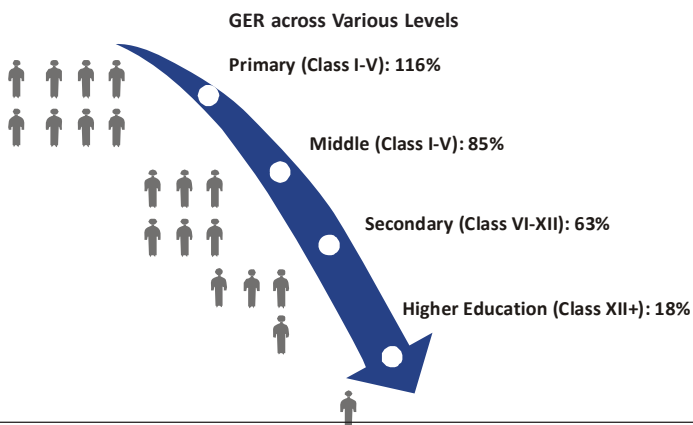 GER across Various Levels
Primary (Class I-V): 116%
Middle (Class I-V): 85%
Secondary (Class VI-XII): 63%
Higher Education (Class XII+): 18%